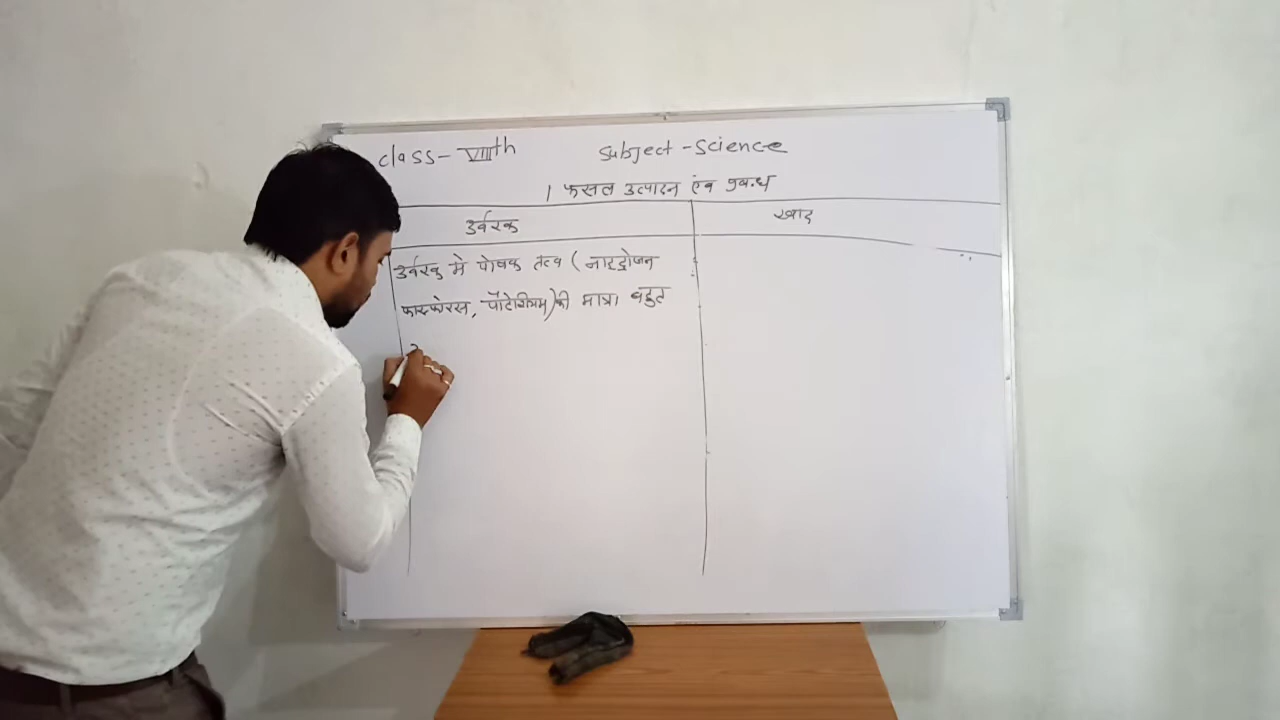 class- VIIIth Subject-Science
1 फसल उत्पादन एंव प्रबन्ध
उर्वरक खाद
उर्वरक मे पोषक तत्व (नाइट्रोजन
फास्फोरस, पोटेशियम) की मात्रा बहुत